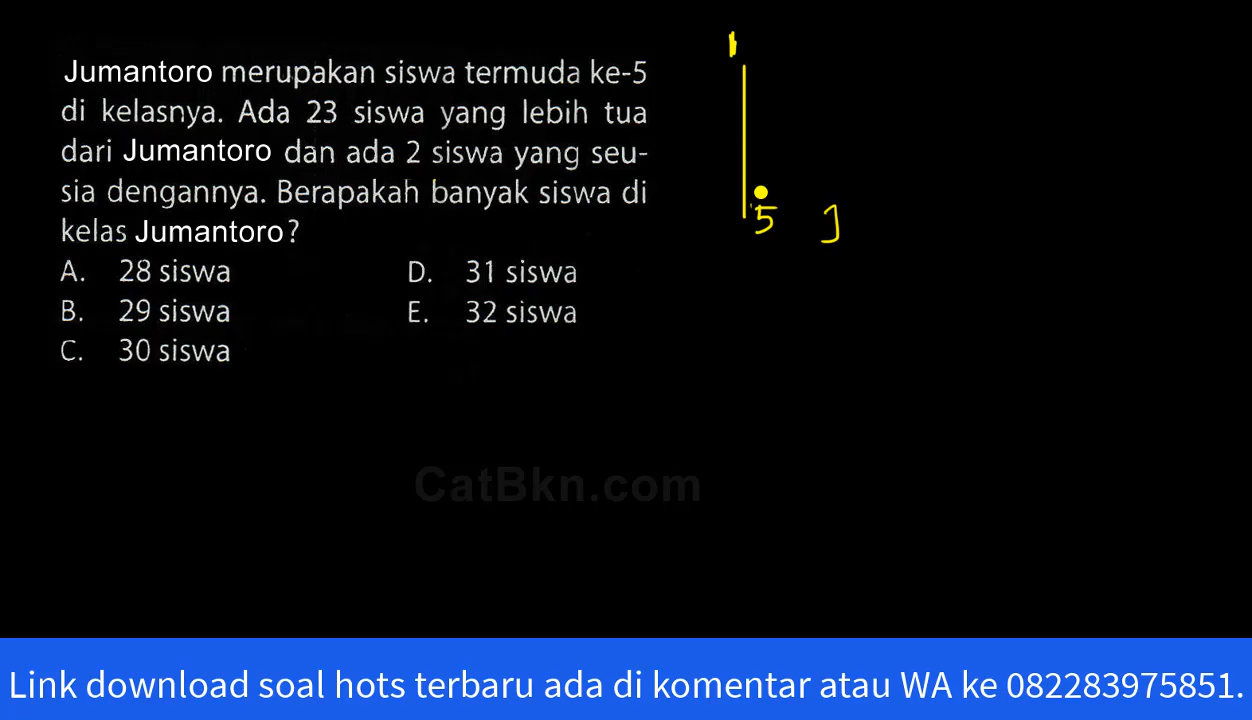 Jumantoro merupakan siswa termuda ke-5
di kelasnya. Ada 23 siswa yang lebih tua
dari Jumantoro dan ada 2 siswa yang seu-
sia dengannya. Berapakah banyak siswa di
kelas Jumantoro?
A. 28 siswa
B. 29 siswa
C. 30 siswa
D. 31 siswa
E. 32 siswa
1
5 J
CatBkn.com
Link download soal hots terbaru ada di komentar atau WA ke 082283975851.